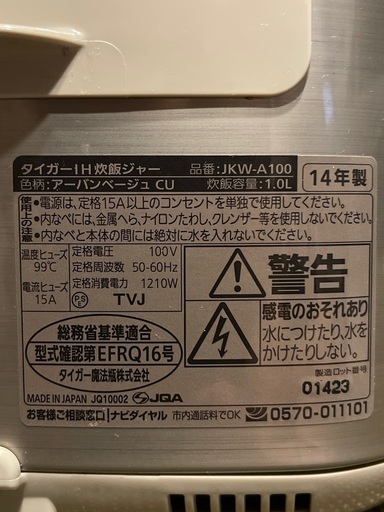 タイガーIH炊飯ジャー 品番:JKW-A100
色柄:アーバンベージュ CU 炊飯容量:1.0L
14年製
使用上の注意
●電源は、定格15A以上のコンセントを単独で使用してください。
●内なべには、金属へら、ナイロンたわし、クレンザー等を使用しないでください。
●内なべと本体の間には絶対に水を入れないでください。
温度ヒューズ 99℃
電流ヒューズ 15A
定格電圧 100V
定格周波数 50-60Hz
定格消費電力 1210W
PSE TVJ
警告
感電のおそれあり
水につけたり、水を
かけたりしない。
総務省基準適合
型式確認第EFRQ16号
タイガー魔法瓶株式会社
製造ロット番号
01423
MADE IN JAPAN JQ10002 JQA
お客様ご相談窓口 ナビダイヤル 市内通話料でOK 0570-011101